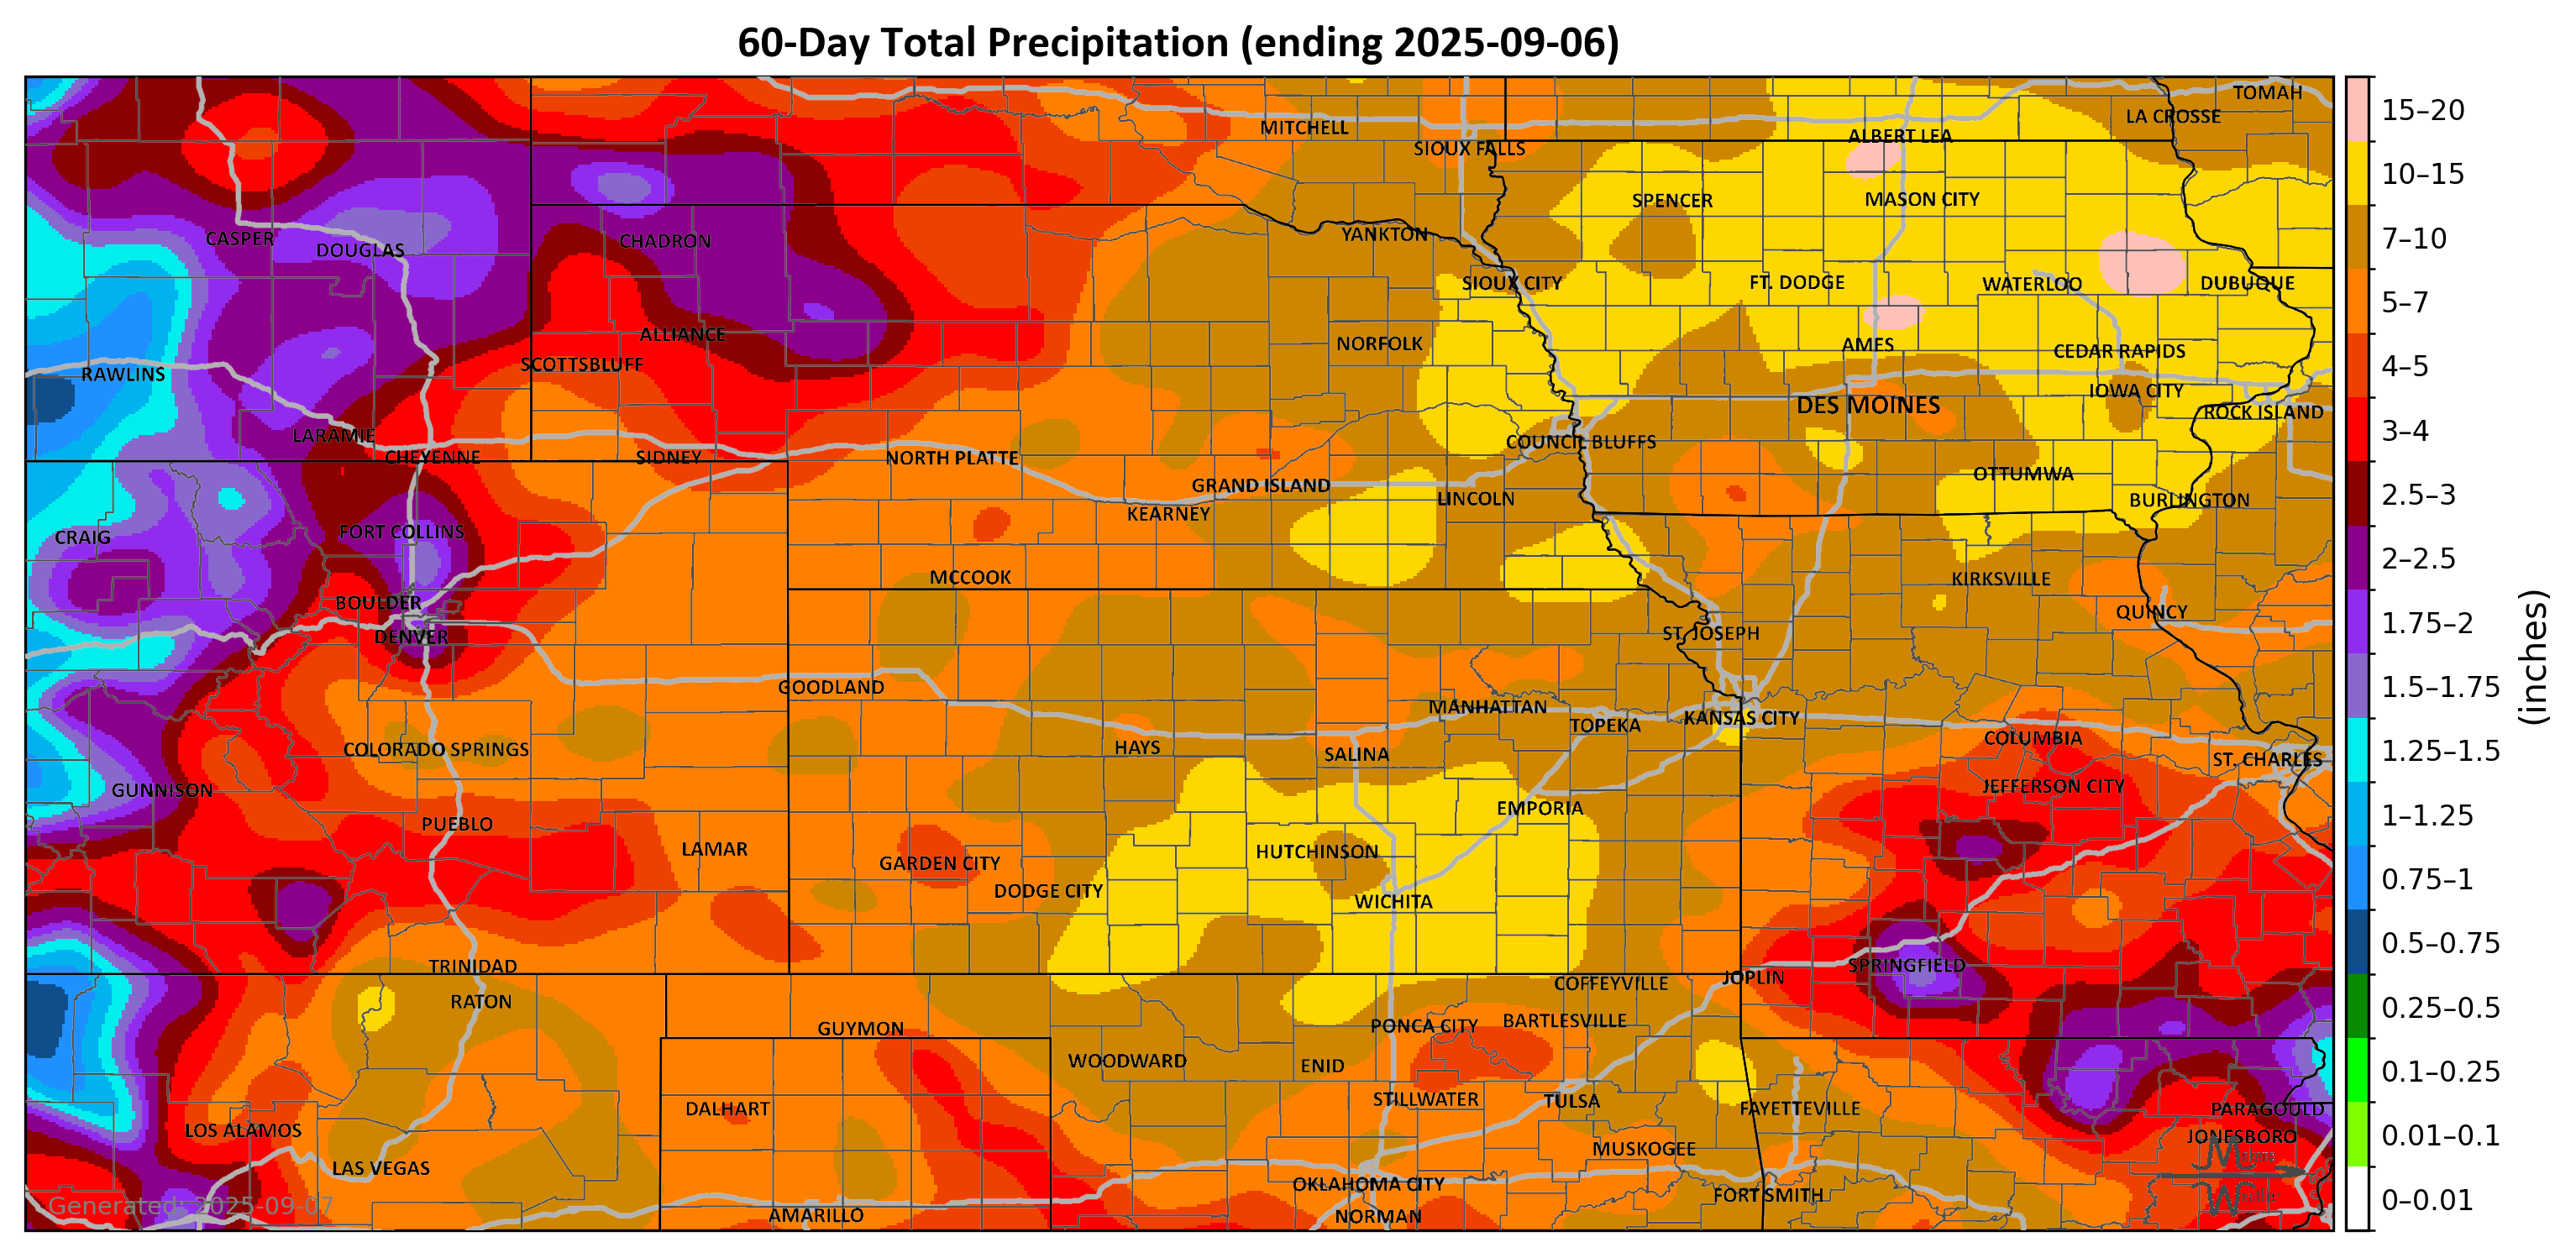 60-Day Total Precipitation (ending 2025-09-06)
TOMAH
LA CROSSE
MITCHELL
ALBERT LEA
SIOUX FALLS
SPENCER
MASON CITY
CASPER
DOUGLAS
CHADRON
YANKTON
SIOUX CITY
FT. DODGE
WATERLOO
DUBUQUE
ALLIANCE
NORFOLK
AMES
CEDAR RAPIDS
SCOTTSBLUFF
RAWLINS
IOWA CITY
DES MOINES
ROCK ISLAND
LARAMIE
COUNCIL BLUFFS
CHEYENNE
SIDNEY
NORTH PLATTE
OTTUMWA
GRAND ISLAND
LINCOLN
BURLINGTON
KEARNEY
FORT COLLINS
CRAIG
MCCOOK
KIRKSVILLE
BOULDER
QUINCY
DENVER
ST. JOSEPH
GOODLAND
MANHATTAN
TOPEKA
KANSAS CITY
COLUMBIA
COLORADO SPRINGS
HAYS
SALINA
ST. CHARLES
GUNNISON
JEFFERSON CITY
EMPORIA
PUEBLO
LAMAR
HUTCHINSON
GARDEN CITY
DODGE CITY
WICHITA
TRINIDAD
SPRINGFIELD
JOPLIN
COFFEYVILLE
RATON
GUYMON
PONCA CITY
BARTLESVILLE
WOODWARD
ENID
DALHART
STILLWATER
TULSA
FAYETTEVILLE
PARAGOULD
LOS ALAMOS
JONESBORO
LAS VEGAS
MUSKOGEE
OKLAHOMA CITY
FORT SMITH
AMARILLO
NORMAN
Generated: 2025-09-07
15–20
10–15
7–10
5–7
4–5
3–4
2.5–3
2–2.5
1.75–2
1.5–1.75
1.25–1.5
1–1.25
0.75–1
0.5–0.75
0.25–0.5
0.1–0.25
0.01–0.1
0–0.01
(inches)